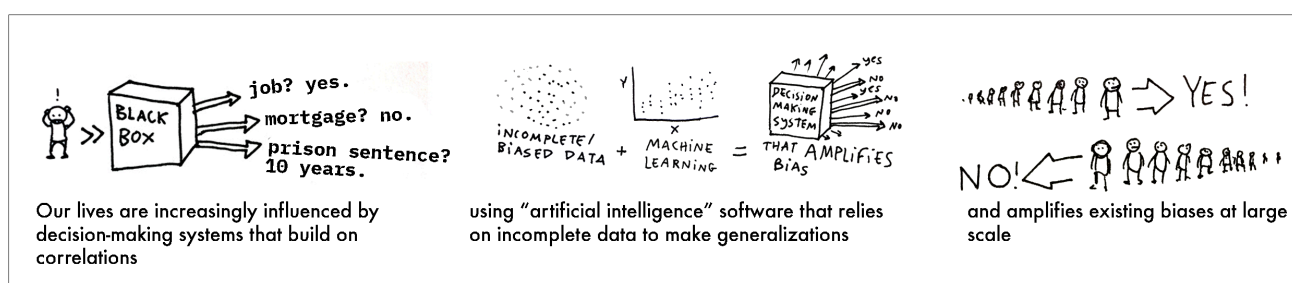 !
BLACK
BOX
job? yes.
mortgage? no.
prison sentence?
10 years.
Our lives are increasingly influenced by
decision-making systems that build on
correlations
INCOMPLETE/
BIASED DATA
+
Y
X
MACHINE
LEARNING
=
DECISION
MAKING
SYSTEM
yes
NO
yes
NO
NO
NO
THAT AMPLIFIES
BIAS
using “artificial intelligence” software that relies
on incomplete data to make generalizations
YES!
NO!
and amplifies existing biases at large
scale